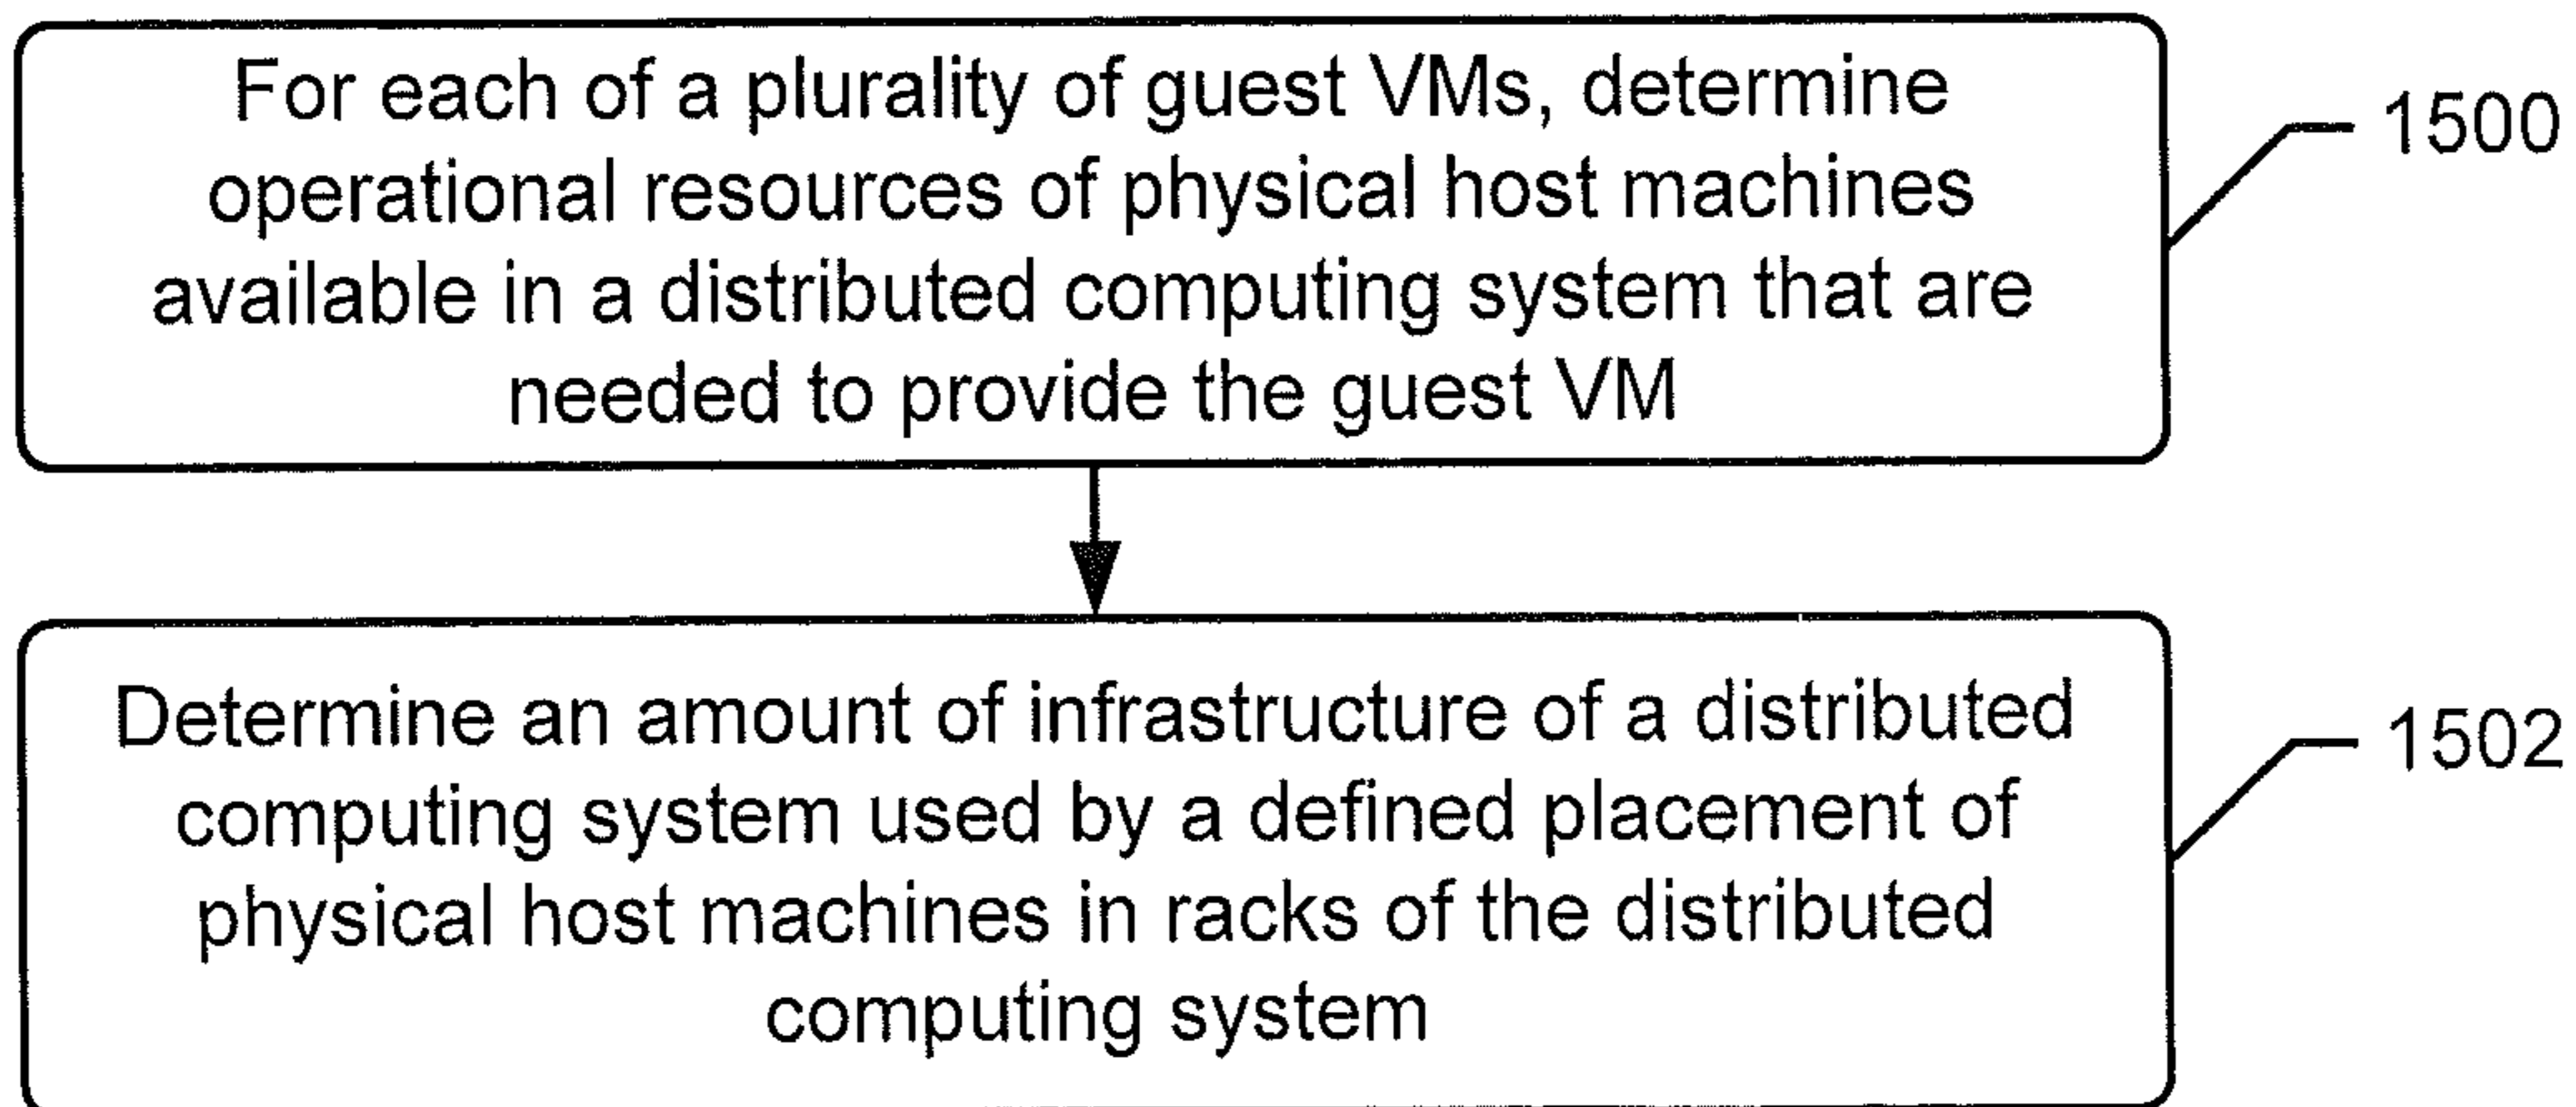 For each of a plurality of guest VMs, determine
operational resources of physical host machines
available in a distributed computing system that are
needed to provide the guest VM
1500
Determine an amount of infrastructure of a distributed
computing system used by a defined placement of
physical host machines in racks of the distributed
computing system
1502